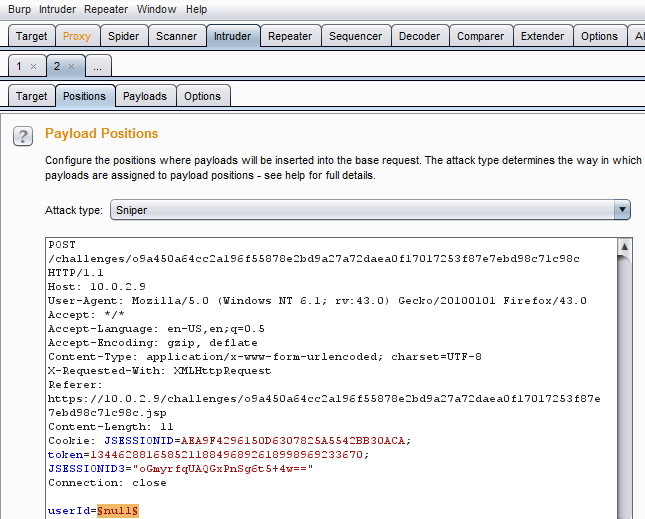 Burp Intruder Repeater Window Help
Target Proxy Spider Scanner Intruder Repeater Sequencer Decoder Comparer Extender Options Al
1 × 2 × ...
Target Positions Payloads Options
? Payload Positions
Configure the positions where payloads will be inserted into the base request. The attack type determines the way in which
payloads are assigned to payload positions - see help for full details.
Attack type: Sniper
POST
/challenges/o9a450a64cc2a196f55878e2bd9a27a72daea0f17017253f87e7ebd98c71c98c
HTTP/1.1
Host: 10.0.2.9
User-Agent: Mozilla/5.0 (Windows NT 6.1; rv:43.0) Gecko/20100101 Firefox/43.0
Accept: */*
Accept-Language: en-US,en;q=0.5
Accept-Encoding: gzip, deflate
Content-Type: application/x-www-form-urlencoded; charset=UTF-8
X-Requested-With: XMLHttpRequest
Referer:
https://10.0.2.9/challenges/o9a450a64cc2a196f55878e2bd9a27a72daea0f17017253f87e
7ebd98c71c98c.jsp
Content-Length: 11
Cookie: JSESSIONID=AEA9F4296150D6307825A5542BB30ACA;
token=134462881658521188496892618998969233670;
JSESSIONID3="oGmyrfqUAQGxPnSg6t5+4w=="
Connection: close
userId=§null§